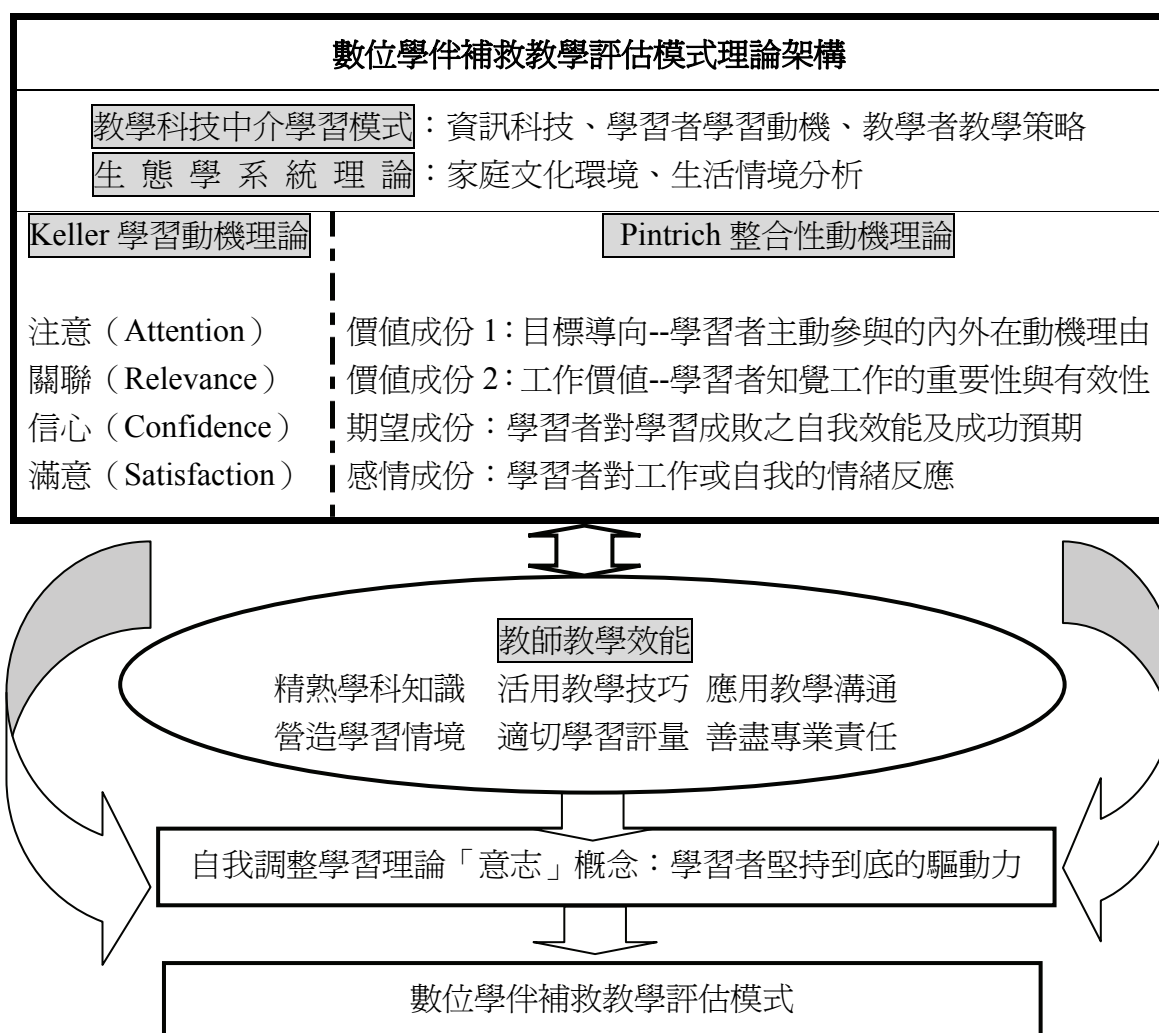 數位學伴補救教學評估模式理論架構
教學科技中介學習模式：資訊科技、學習者學習動機、教學者教學策略
生態學系統理論：家庭文化環境、生活情境分析
Keller 學習動機理論
注意（Attention）
關聯（Relevance）
信心（Confidence）
滿意（Satisfaction）
Pintrich 整合性動機理論
價值成份 1：目標導向--學習者主動參與的內外在動機理由
價值成份 2：工作價值--學習者知覺工作的重要性與有效性
期望成份：學習者對學習成敗之自我效能及成功預期
感情成份：學習者對工作或自我的情緒反應
教師教學效能
精熟學科知識 活用教學技巧 應用教學溝通
營造學習情境 適切學習評量 善盡專業責任
自我調整學習理論「意志」概念：學習者堅持到底的驅動力
數位學伴補救教學評估模式